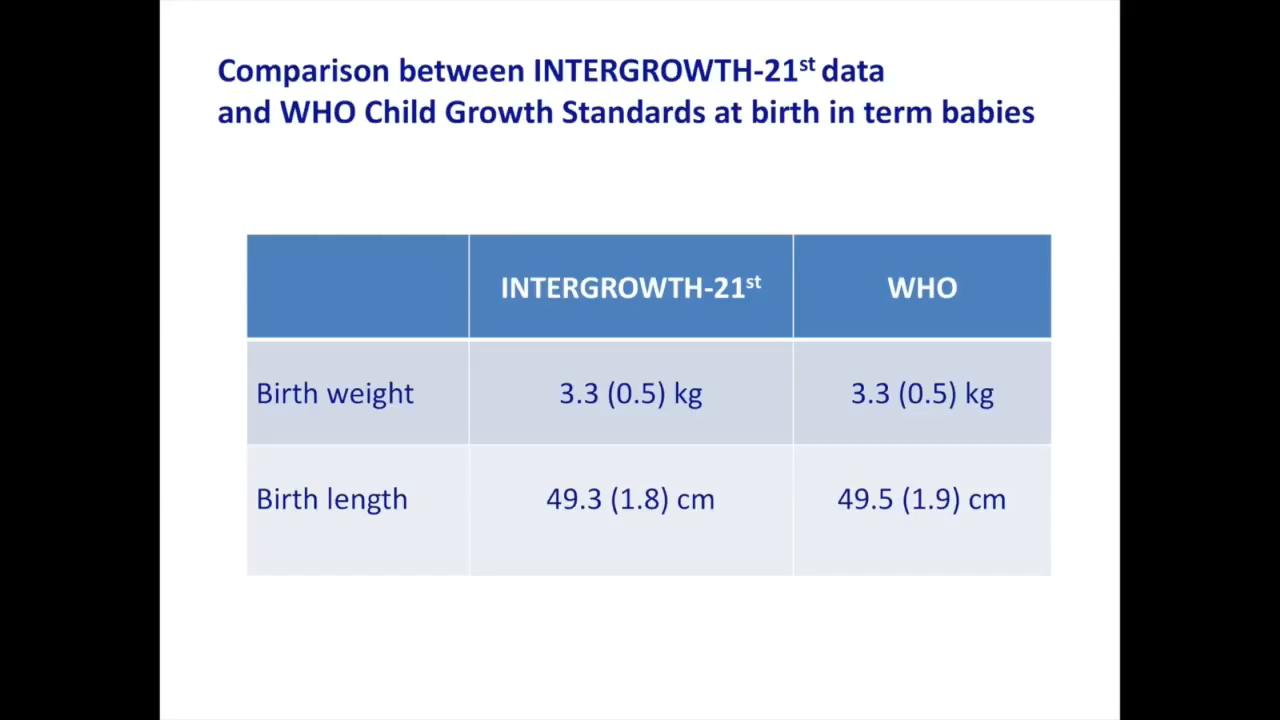 Comparison between INTERGROWTH-21st data
and WHO Child Growth Standards at birth in term babies
INTERGROWTH-21st WHO
Birth weight 3.3 (0.5) kg 3.3 (0.5) kg
Birth length 49.3 (1.8) cm 49.5 (1.9) cm